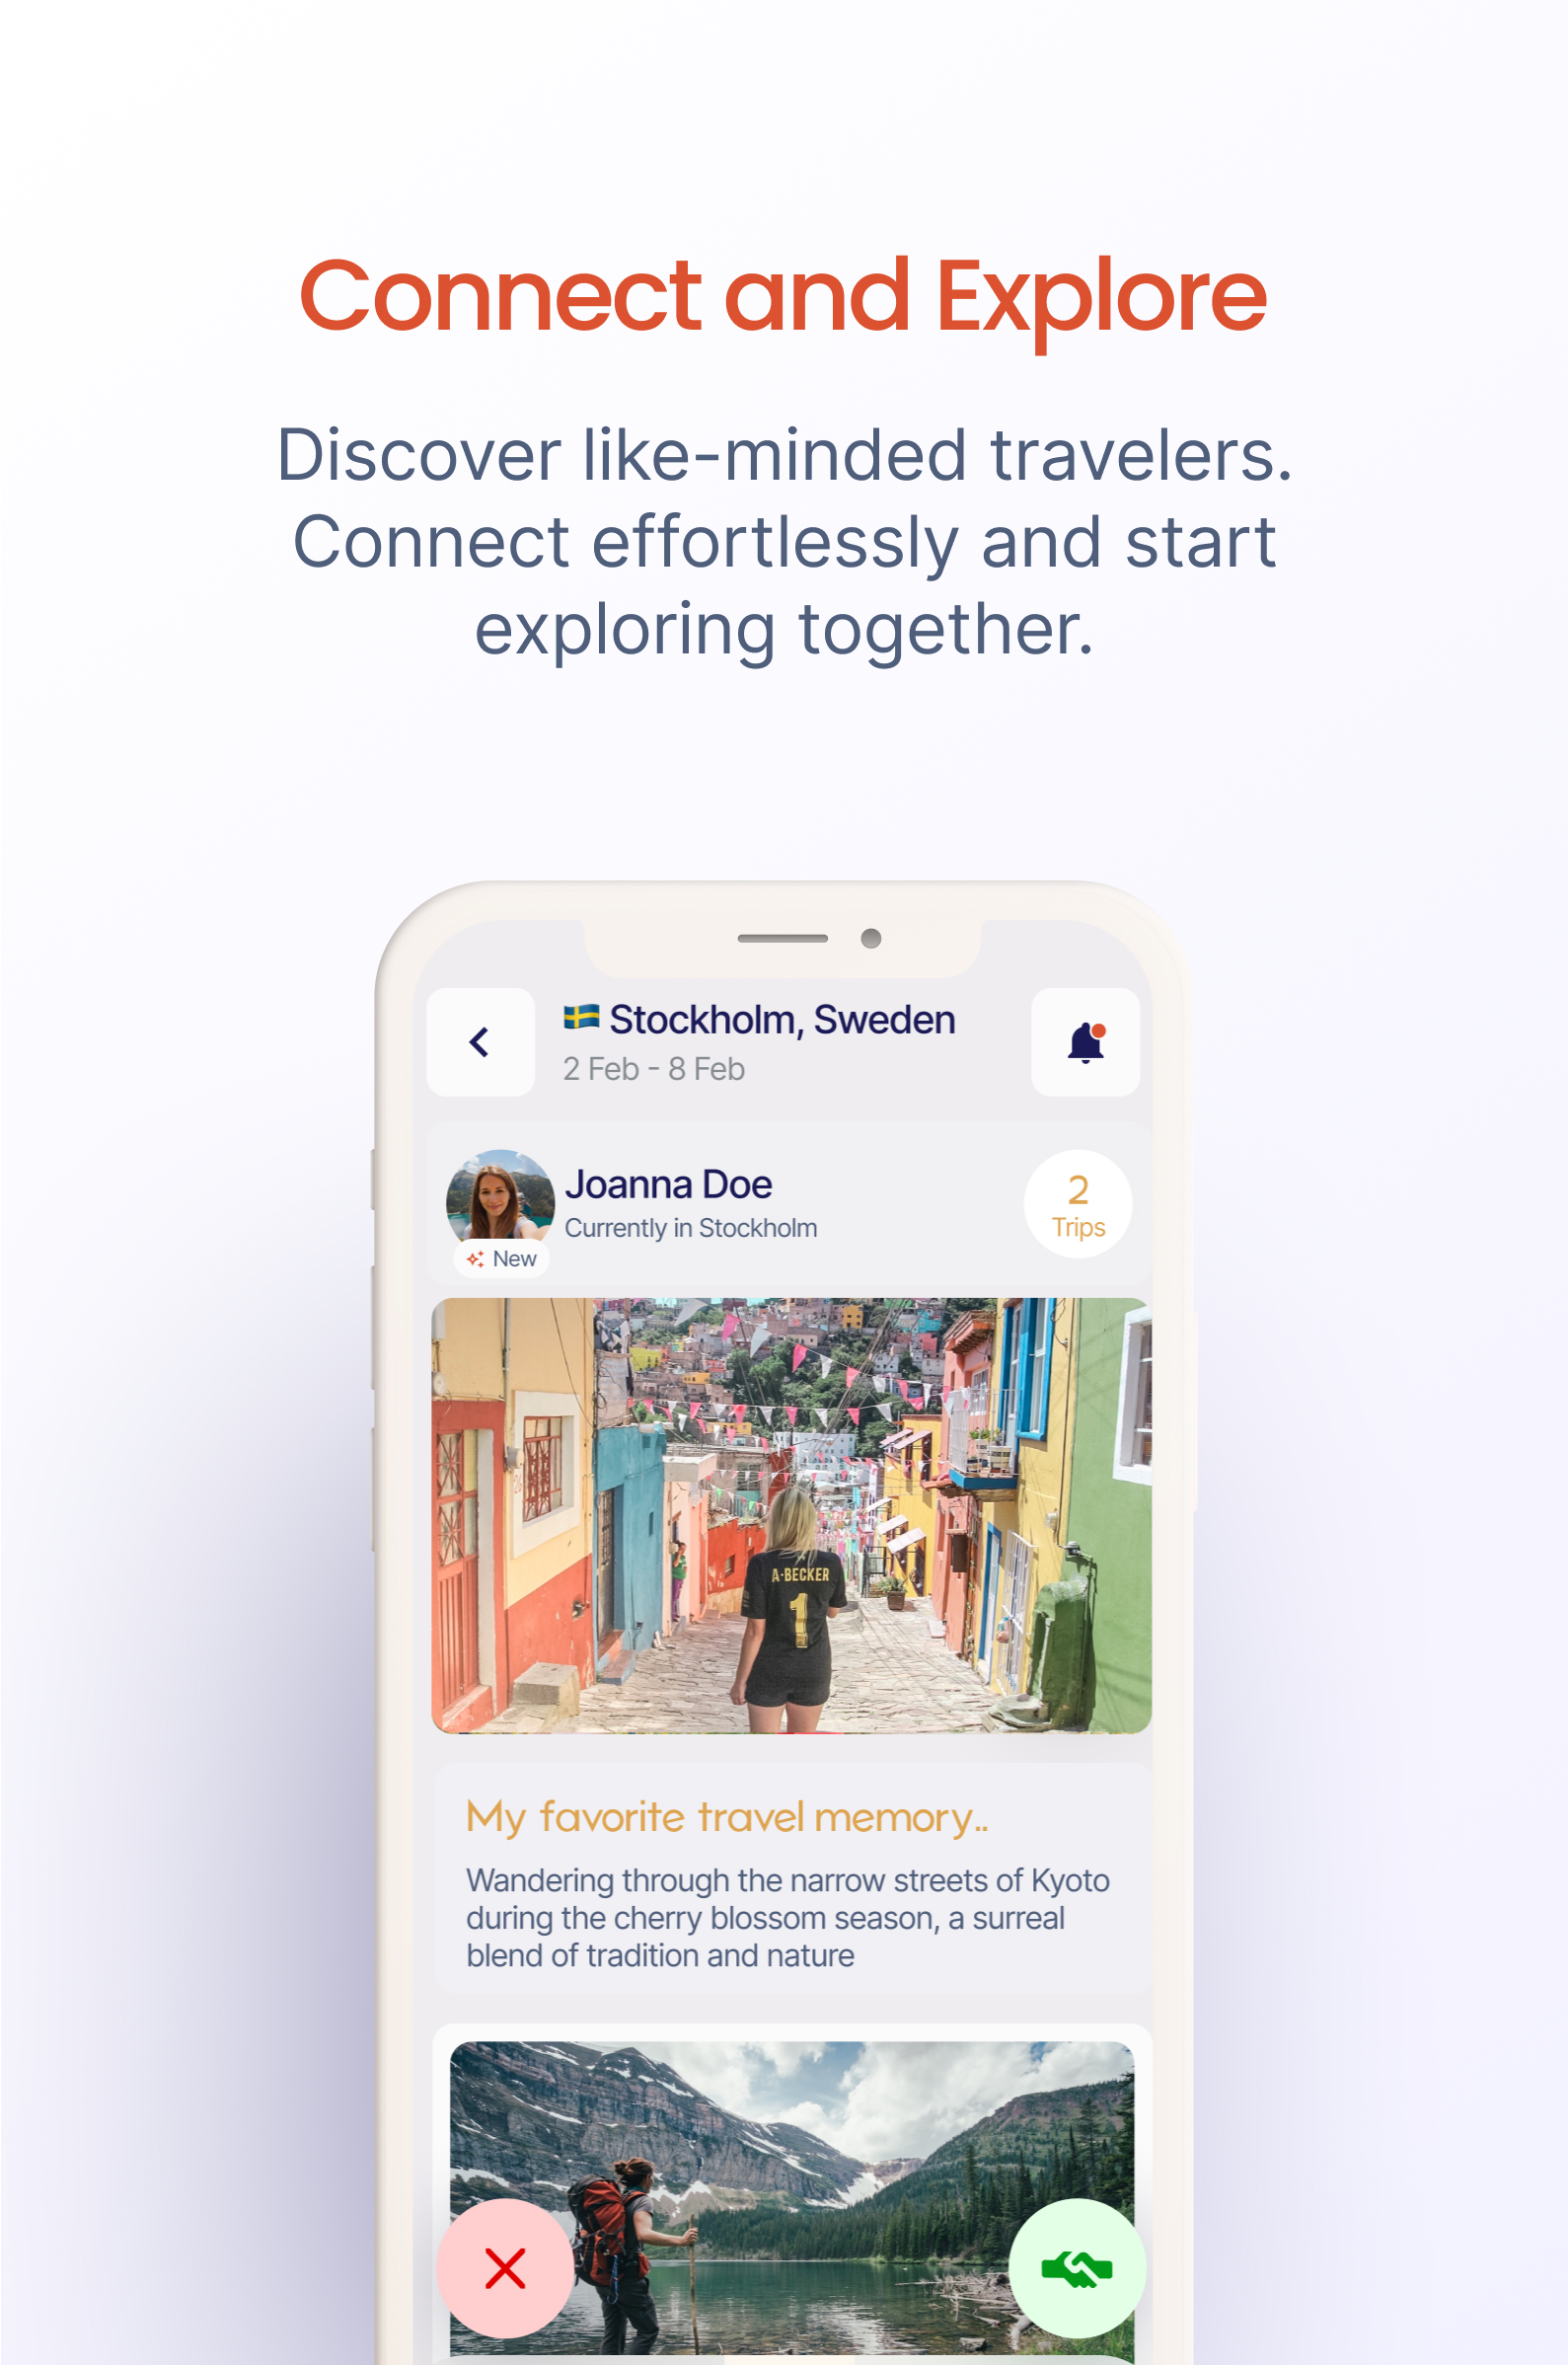 Connect and Explore
Discover like-minded travelers.
Connect effortlessly and start
exploring together.
Stockholm, Sweden
2 Feb - 8 Feb
Joanna Doe
Currently in Stockholm
New
2
Trips
A·BECKER
1
My favorite travel memory..
Wandering through the narrow streets of Kyoto
during the cherry blossom season, a surreal
blend of tradition and nature